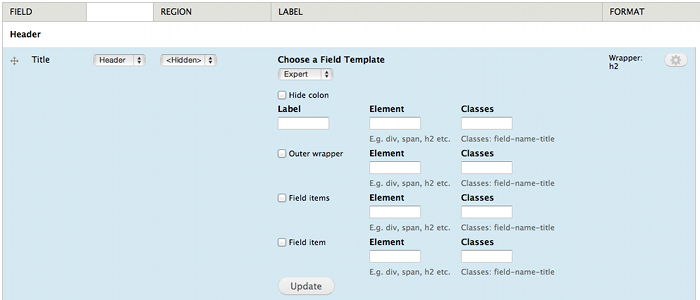 FIELD REGION LABEL FORMAT
Header
Title Header <Hidden> Choose a Field Template Wrapper: h2
Expert
Hide colon
Label Element Classes
E.g. div, span, h2 etc. Classes: field-name-title
Outer wrapper Element Classes
E.g. div, span, h2 etc. Classes: field-name-title
Field items Element Classes
E.g. div, span, h2 etc. Classes: field-name-title
Field item Element Classes
E.g. div, span, h2 etc. Classes: field-name-title
Update